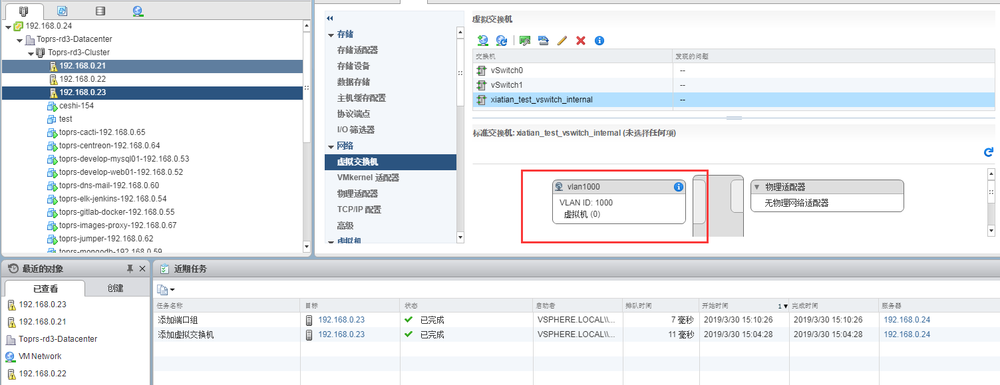 192.168.0.24
Toprs-rd3-Datacenter
Toprs-rd3-Cluster
192.168.0.21
192.168.0.22
192.168.0.23
ceshi-154
test
toprs-cacti-192.168.0.65
toprs-centreon-192.168.0.64
toprs-develop-mysql01-192.168.0.53
toprs-develop-web01-192.168.0.52
toprs-dns-mail-192.168.0.60
toprs-elk-jenkins-192.168.0.54
toprs-gitlab-docker-192.168.0.55
toprs-images-proxy-192.168.0.67
toprs-jumper-192.168.0.62
toprs-mongodb-192.168.0.59
存储
存储适配器
存储设备
数据存储
主机缓存配置
协议端点
I/O 筛选器
网络
虚拟交换机
VMkernel 适配器
物理适配器
TCP/IP 配置
高级
虚拟机
虚拟交换机
交换机 发现的问题
vSwitch0 --
vSwitch1 --
xiatian_test_vswitch_internal --
标准交换机: xiatian_test_vswitch_internal (未选择任何项)
vlan1000
VLAN ID: 1000
虚拟机 (0)
物理适配器
无物理网络适配器
最近的对象
已查看 创建
192.168.0.23
192.168.0.21
Toprs-rd3-Datacenter
VM Network
192.168.0.22
近期任务
任务名称 目标 状态 启动者 排队时间 开始时间 1▼ 完成时间 服务器
添加端口组 192.168.0.23 已完成 VSPHERE.LOCAL\\... 7 毫秒 2019/3/30 15:10:26 2019/3/30 15:10:26 192.168.0.24
添加虚拟交换机 192.168.0.23 已完成 VSPHERE.LOCAL\\... 11 毫秒 2019/3/30 15:04:28 2019/3/30 15:04:28 192.168.0.24